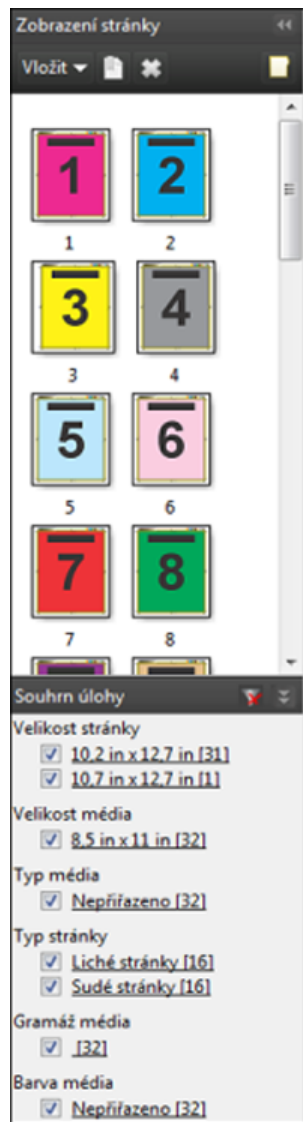 Zobrazení stránky
Vložit
1 2
1 2
3 4
3 4
5 6
5 6
7 8
7 8
Souhrn úlohy
Velikost stránky
10,2 in x 12,7 in [31]
10,7 in x 12,7 in [1]
Velikost média
8,5 in x 11 in [32]
Typ média
Nepřiřazeno [32]
Typ stránky
Liché stránky [16]
Sudé stránky [16]
Gramáž média
[32]
Barva média
Nepřiřazeno [32]